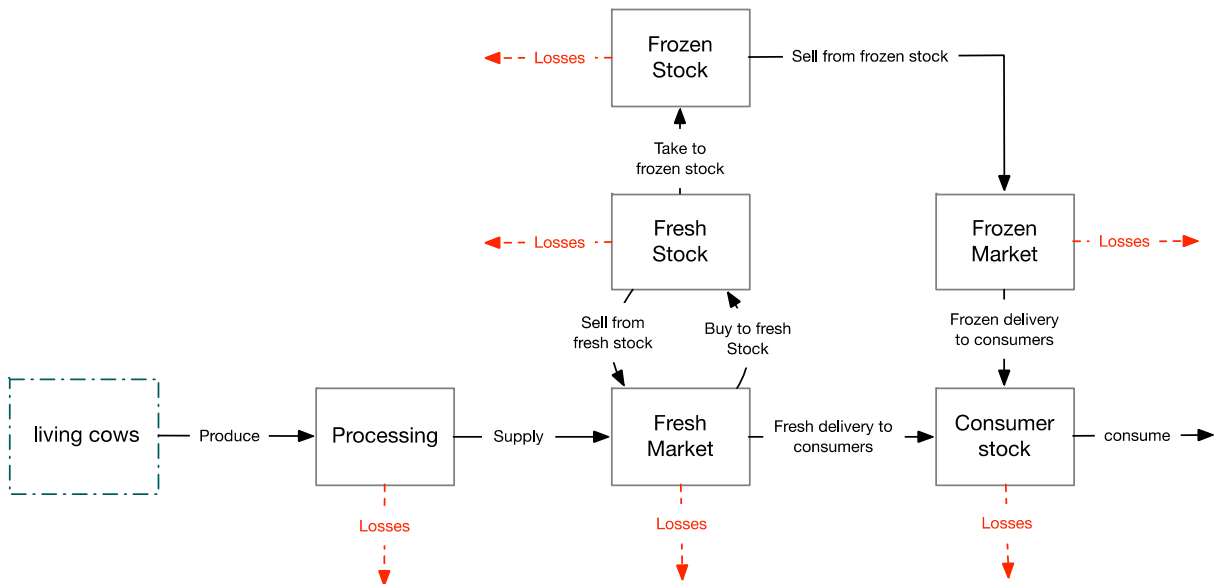 Frozen
Stock
Losses
Sell from frozen stock
Take to
frozen stock
Fresh
Stock
Losses
Frozen
Market
Losses
Sell from
fresh stock
Buy to fresh
Stock
Frozen delivery
to consumers
living cows
Produce
Processing
Supply
Fresh
Market
Fresh delivery to
consumers
Consumer
stock
consume
Losses
Losses
Losses